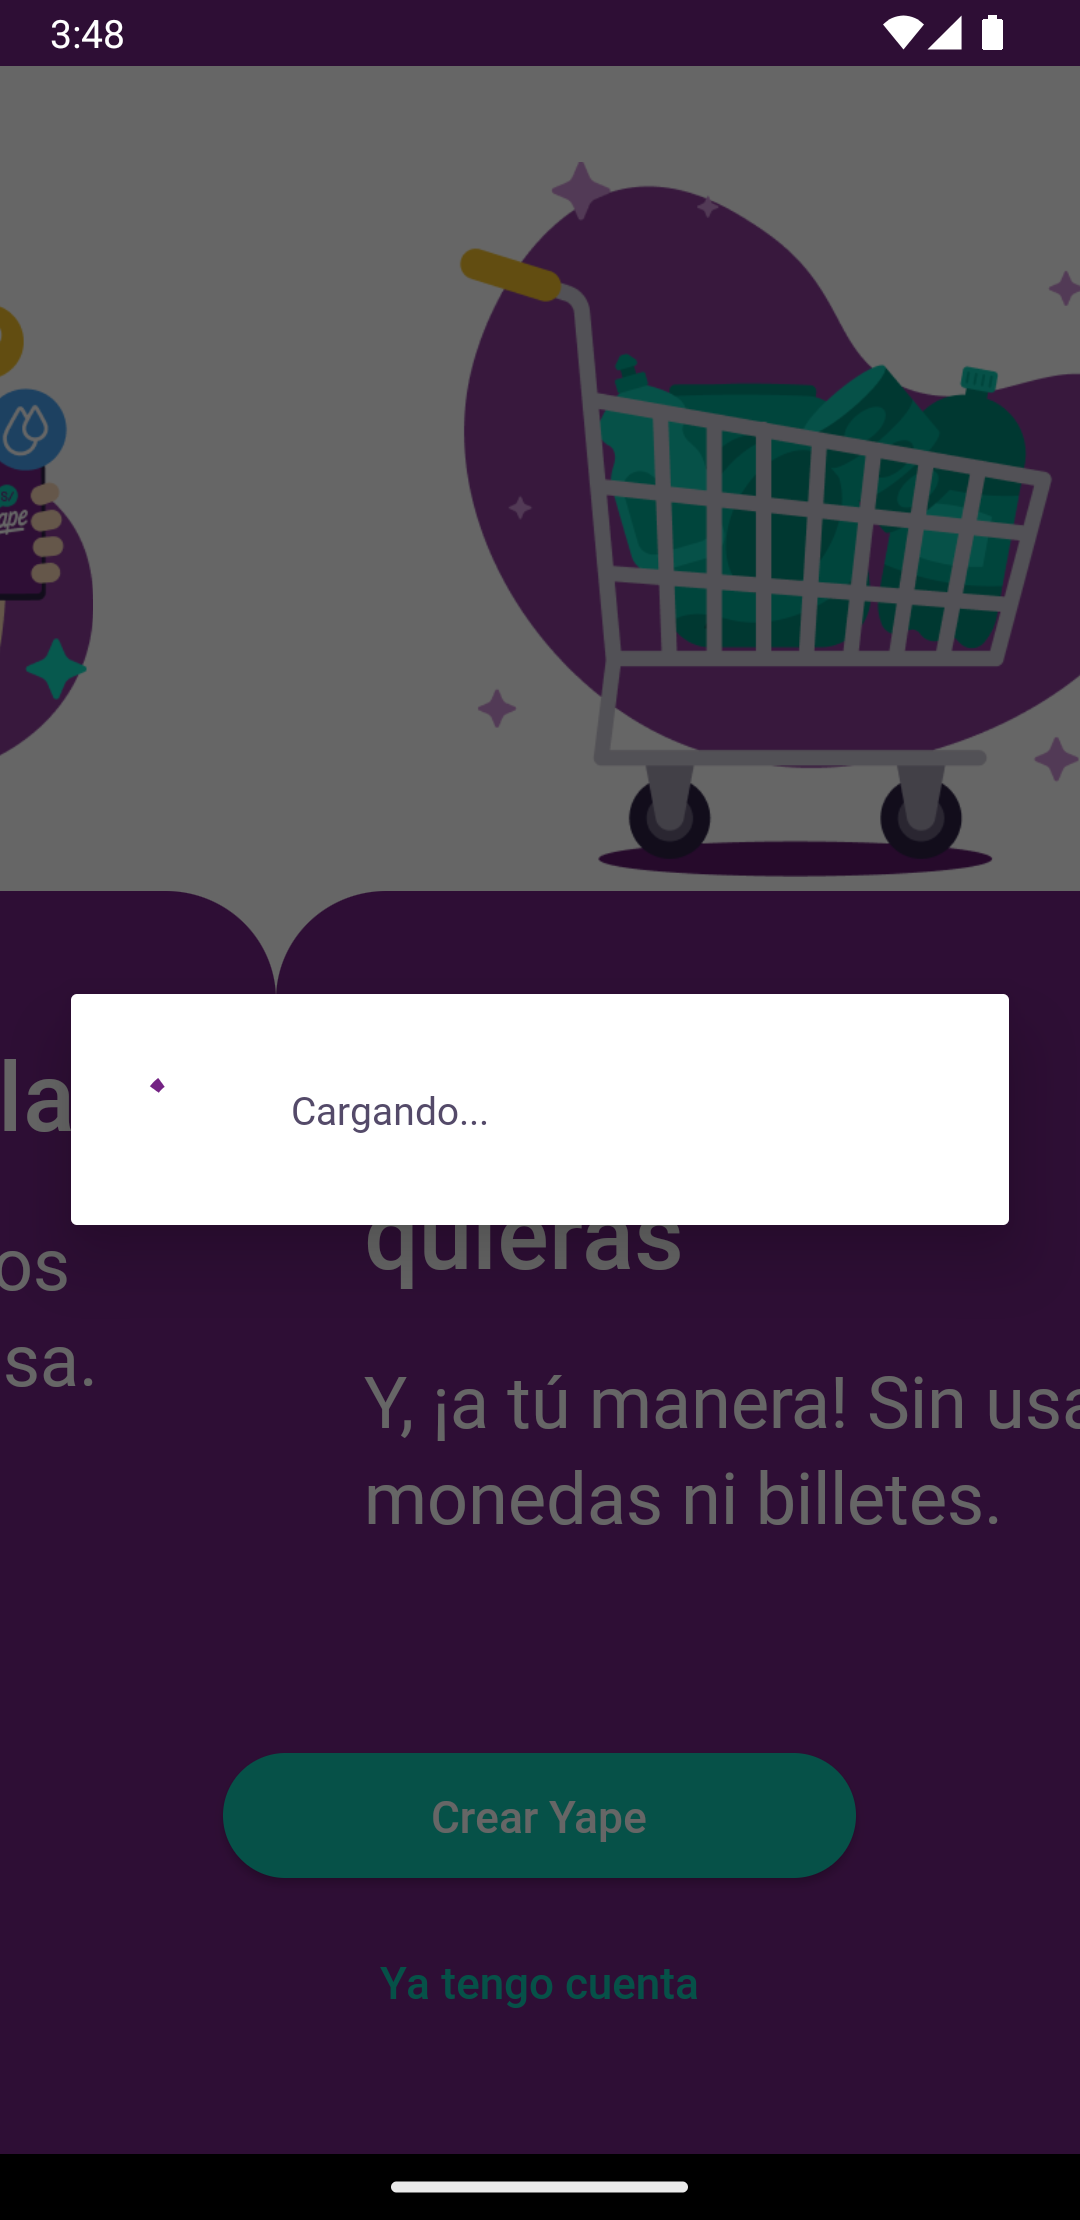 3:48
S/
la
Cargando...
quieras
os
sa.
Y, ¡a tú manera! Sin usa
monedas ni billetes.
Crear Yape
Ya tengo cuenta